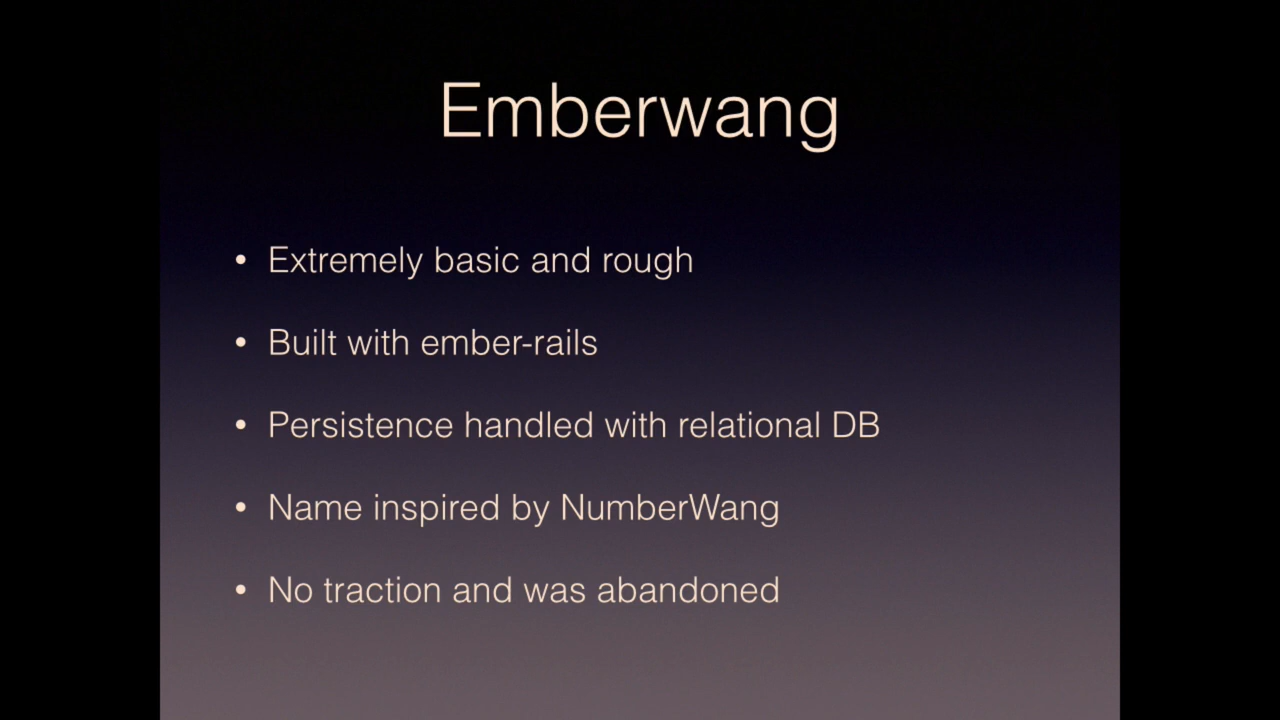 Emberwang
• Extremely basic and rough
• Built with ember-rails
• Persistence handled with relational DB
• Name inspired by NumberWang
• No traction and was abandoned